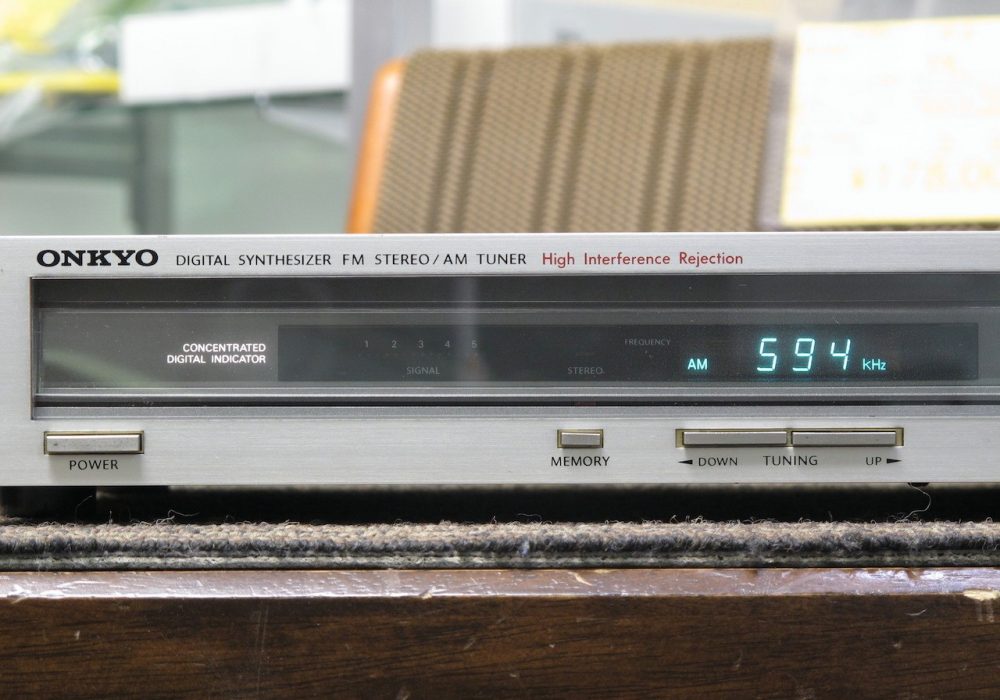 ONKYO DIGITAL SYNTHESIZER FM STEREO/AM TUNER High Interference Rejection
CONCENTRATED
DIGITAL INDICATOR
1 2 3 4 5
SIGNAL
STEREO
FREQUENCY
AM 594 kHz
POWER
MEMORY
◄ DOWN TUNING UP ►